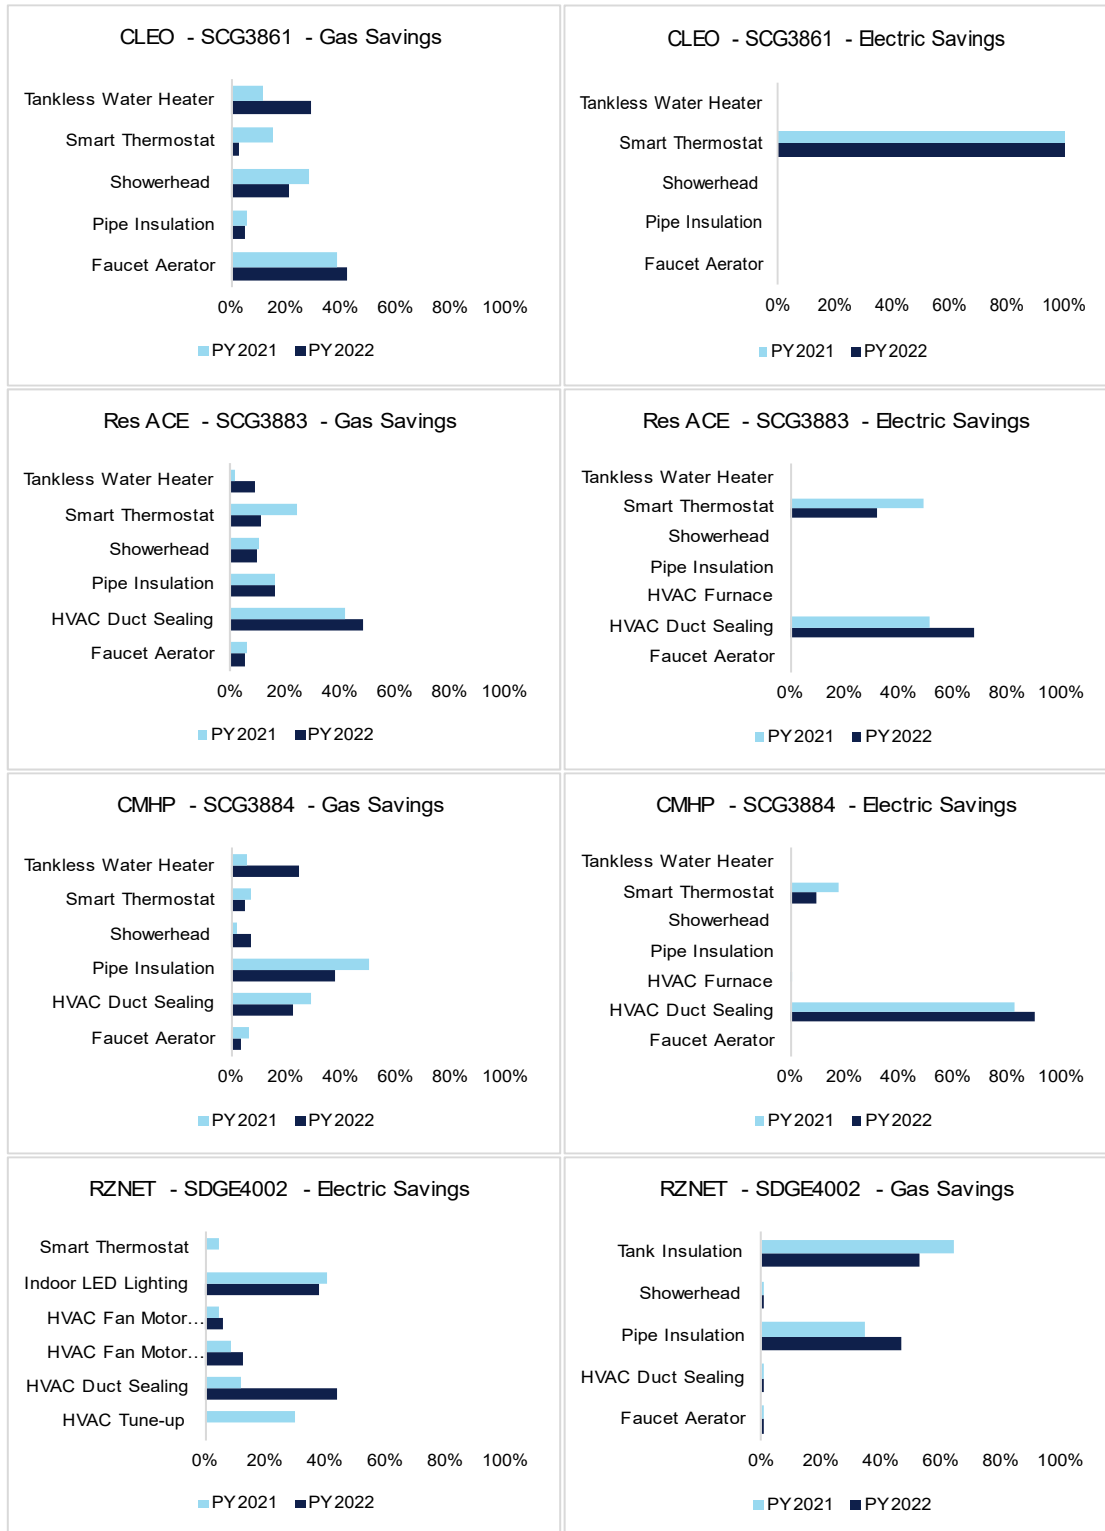 CLEO - SCG3861 - Gas Savings
Tankless Water Heater
Smart Thermostat
Showerhead
Pipe Insulation
Faucet Aerator
0% 20% 40% 60% 80% 100%
PY2021 PY2022
CLEO - SCG3861 - Electric Savings
Tankless Water Heater
Smart Thermostat
Showerhead
Pipe Insulation
Faucet Aerator
0% 20% 40% 60% 80% 100%
PY2021 PY2022
Res ACE - SCG3883 - Gas Savings
Tankless Water Heater
Smart Thermostat
Showerhead
Pipe Insulation
HVAC Duct Sealing
Faucet Aerator
0% 20% 40% 60% 80% 100%
PY2021 PY2022
Res ACE - SCG3883 - Electric Savings
Tankless Water Heater
Smart Thermostat
Showerhead
Pipe Insulation
HVAC Furnace
HVAC Duct Sealing
Faucet Aerator
0% 20% 40% 60% 80% 100%
PY2021 PY2022
CMHP - SCG3884 - Gas Savings
Tankless Water Heater
Smart Thermostat
Showerhead
Pipe Insulation
HVAC Duct Sealing
Faucet Aerator
0% 20% 40% 60% 80% 100%
PY2021 PY2022
CMHP - SCG3884 - Electric Savings
Tankless Water Heater
Smart Thermostat
Showerhead
Pipe Insulation
HVAC Furnace
HVAC Duct Sealing
Faucet Aerator
0% 20% 40% 60% 80% 100%
PY2021 PY2022
RZNET - SDGE4002 - Electric Savings
Smart Thermostat
Indoor LED Lighting
HVAC Fan Motor...
HVAC Fan Motor...
HVAC Duct Sealing
HVAC Tune-up
0% 20% 40% 60% 80% 100%
PY2021 PY2022
RZNET - SDGE4002 - Gas Savings
Tank Insulation
Showerhead
Pipe Insulation
HVAC Duct Sealing
Faucet Aerator
0% 20% 40% 60% 80% 100%
PY2021 PY2022